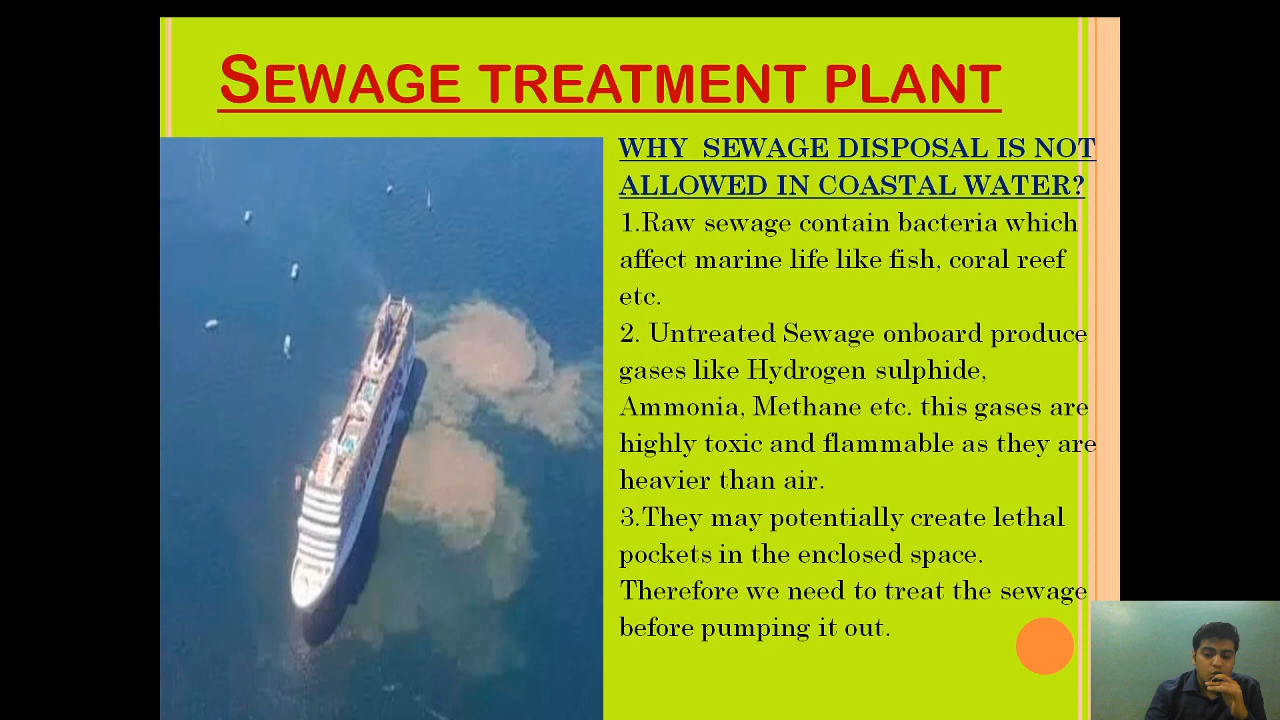 SEWAGE TREATMENT PLANT
WHY SEWAGE DISPOSAL IS NOT
ALLOWED IN COASTAL WATER?
1.Raw sewage contain bacteria which
affect marine life like fish, coral reef
etc.
2. Untreated Sewage onboard produce
gases like Hydrogen sulphide,
Ammonia, Methane etc. this gases are
highly toxic and flammable as they are
heavier than air.
3.They may potentially create lethal
pockets in the enclosed space.
Therefore we need to treat the sewage
before pumping it out.